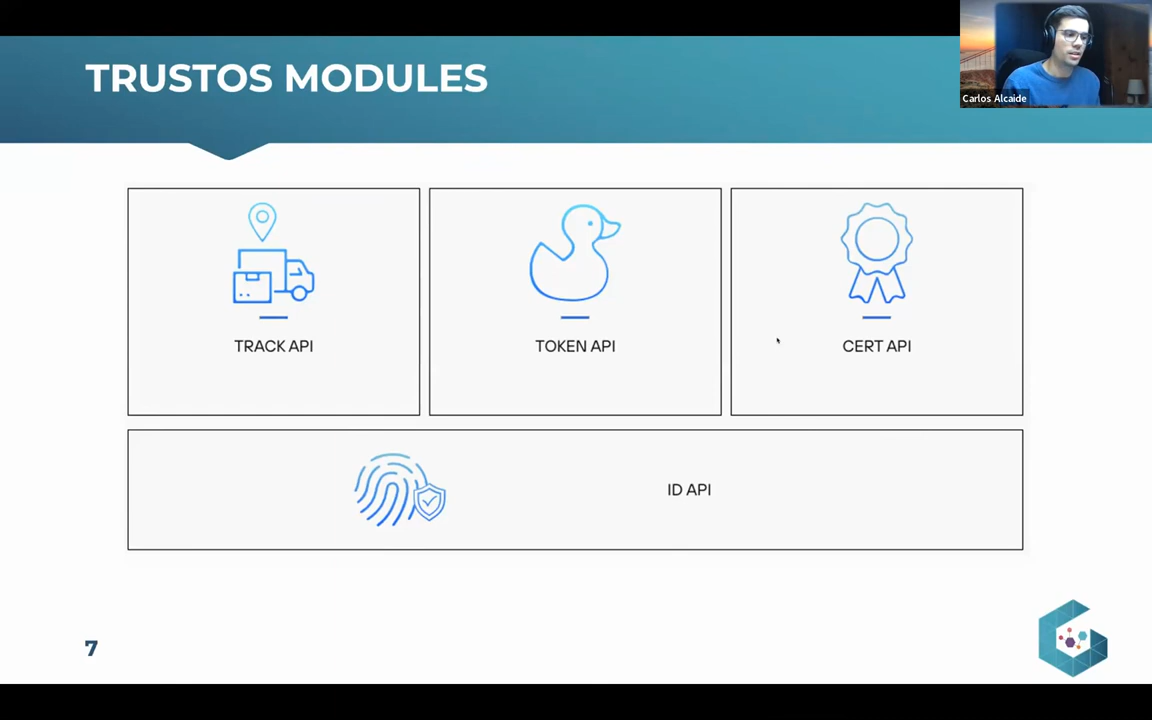 TRUSTOS MODULES
Carlos Alcaide
TRACK API
TOKEN API
CERT API
ID API
7